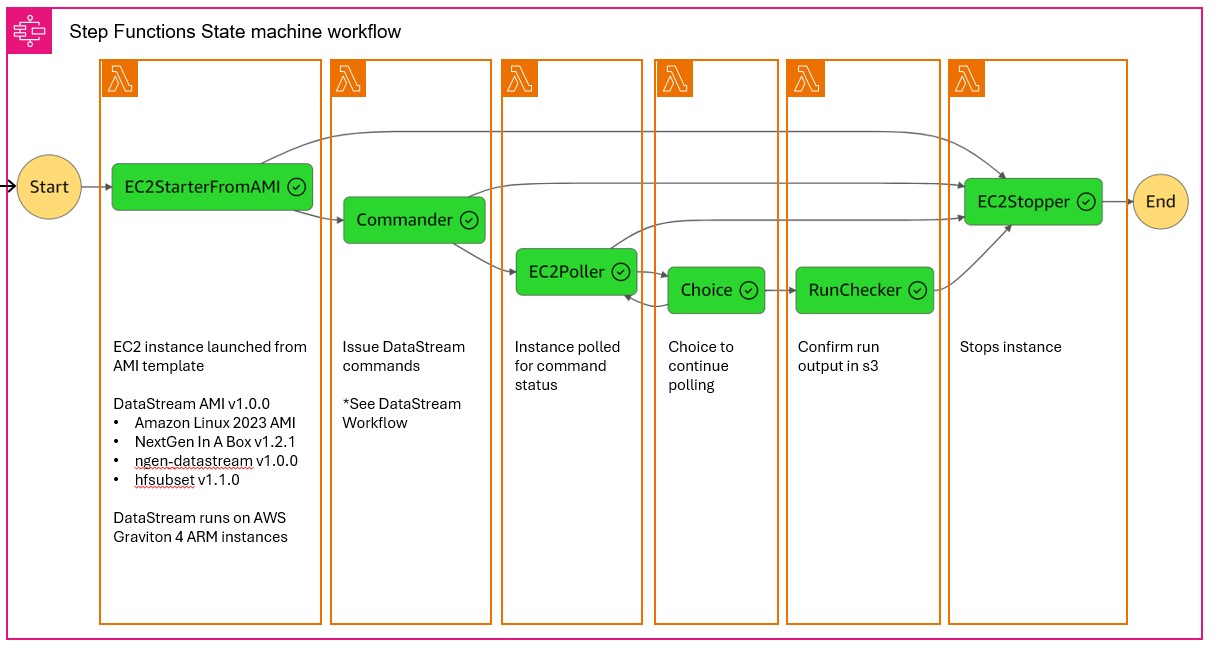 Step Functions State machine workflow
Start
EC2StarterFromAMI
Commander
EC2Poller
Choice
RunChecker
EC2Stopper
End
EC2 instance launched from
AMI template
DataStream AMI v1.0.0
• Amazon Linux 2023 AMI
• NextGen In A Box v1.2.1
• ngen-datastream v1.0.0
• hfsubset v1.1.0
DataStream runs on AWS
Graviton 4 ARM instances
Issue DataStream
commands
*See DataStream
Workflow
Instance polled
for command
status
Choice to
continue
polling
Confirm run
output in s3
Stops instance